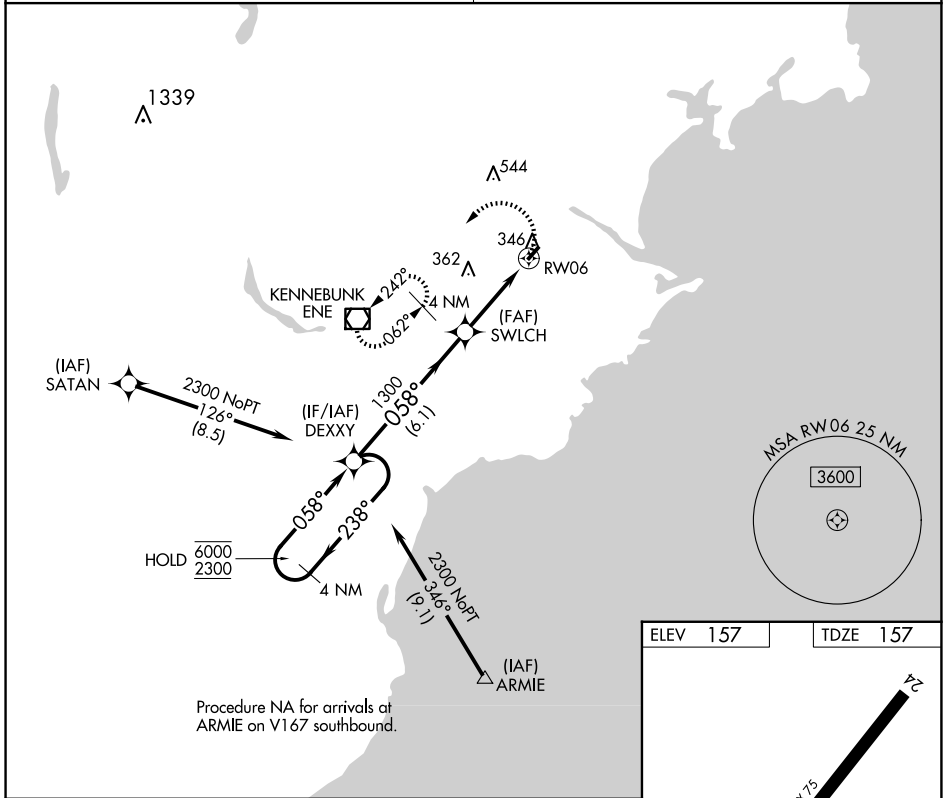 1339
544
346
RW06
362
KENNEBUNK
ENE
242°
062°
4 NM
(FAF)
SWLCH
(IAF)
SATAN
2300 NoPT
126°
(8.5)
(IF/IAF)
DEXXY
1300
058°
(6.1)
058°
238°
HOLD 6000
2300
4 NM
2300 NoPT
346°
(9.1)
(IAF)
ARMIE
MSA RW06 25 NM
3600
Procedure NA for arrivals at
ARMIE on V167 southbound.
ELEV 157
TDZE 157
24